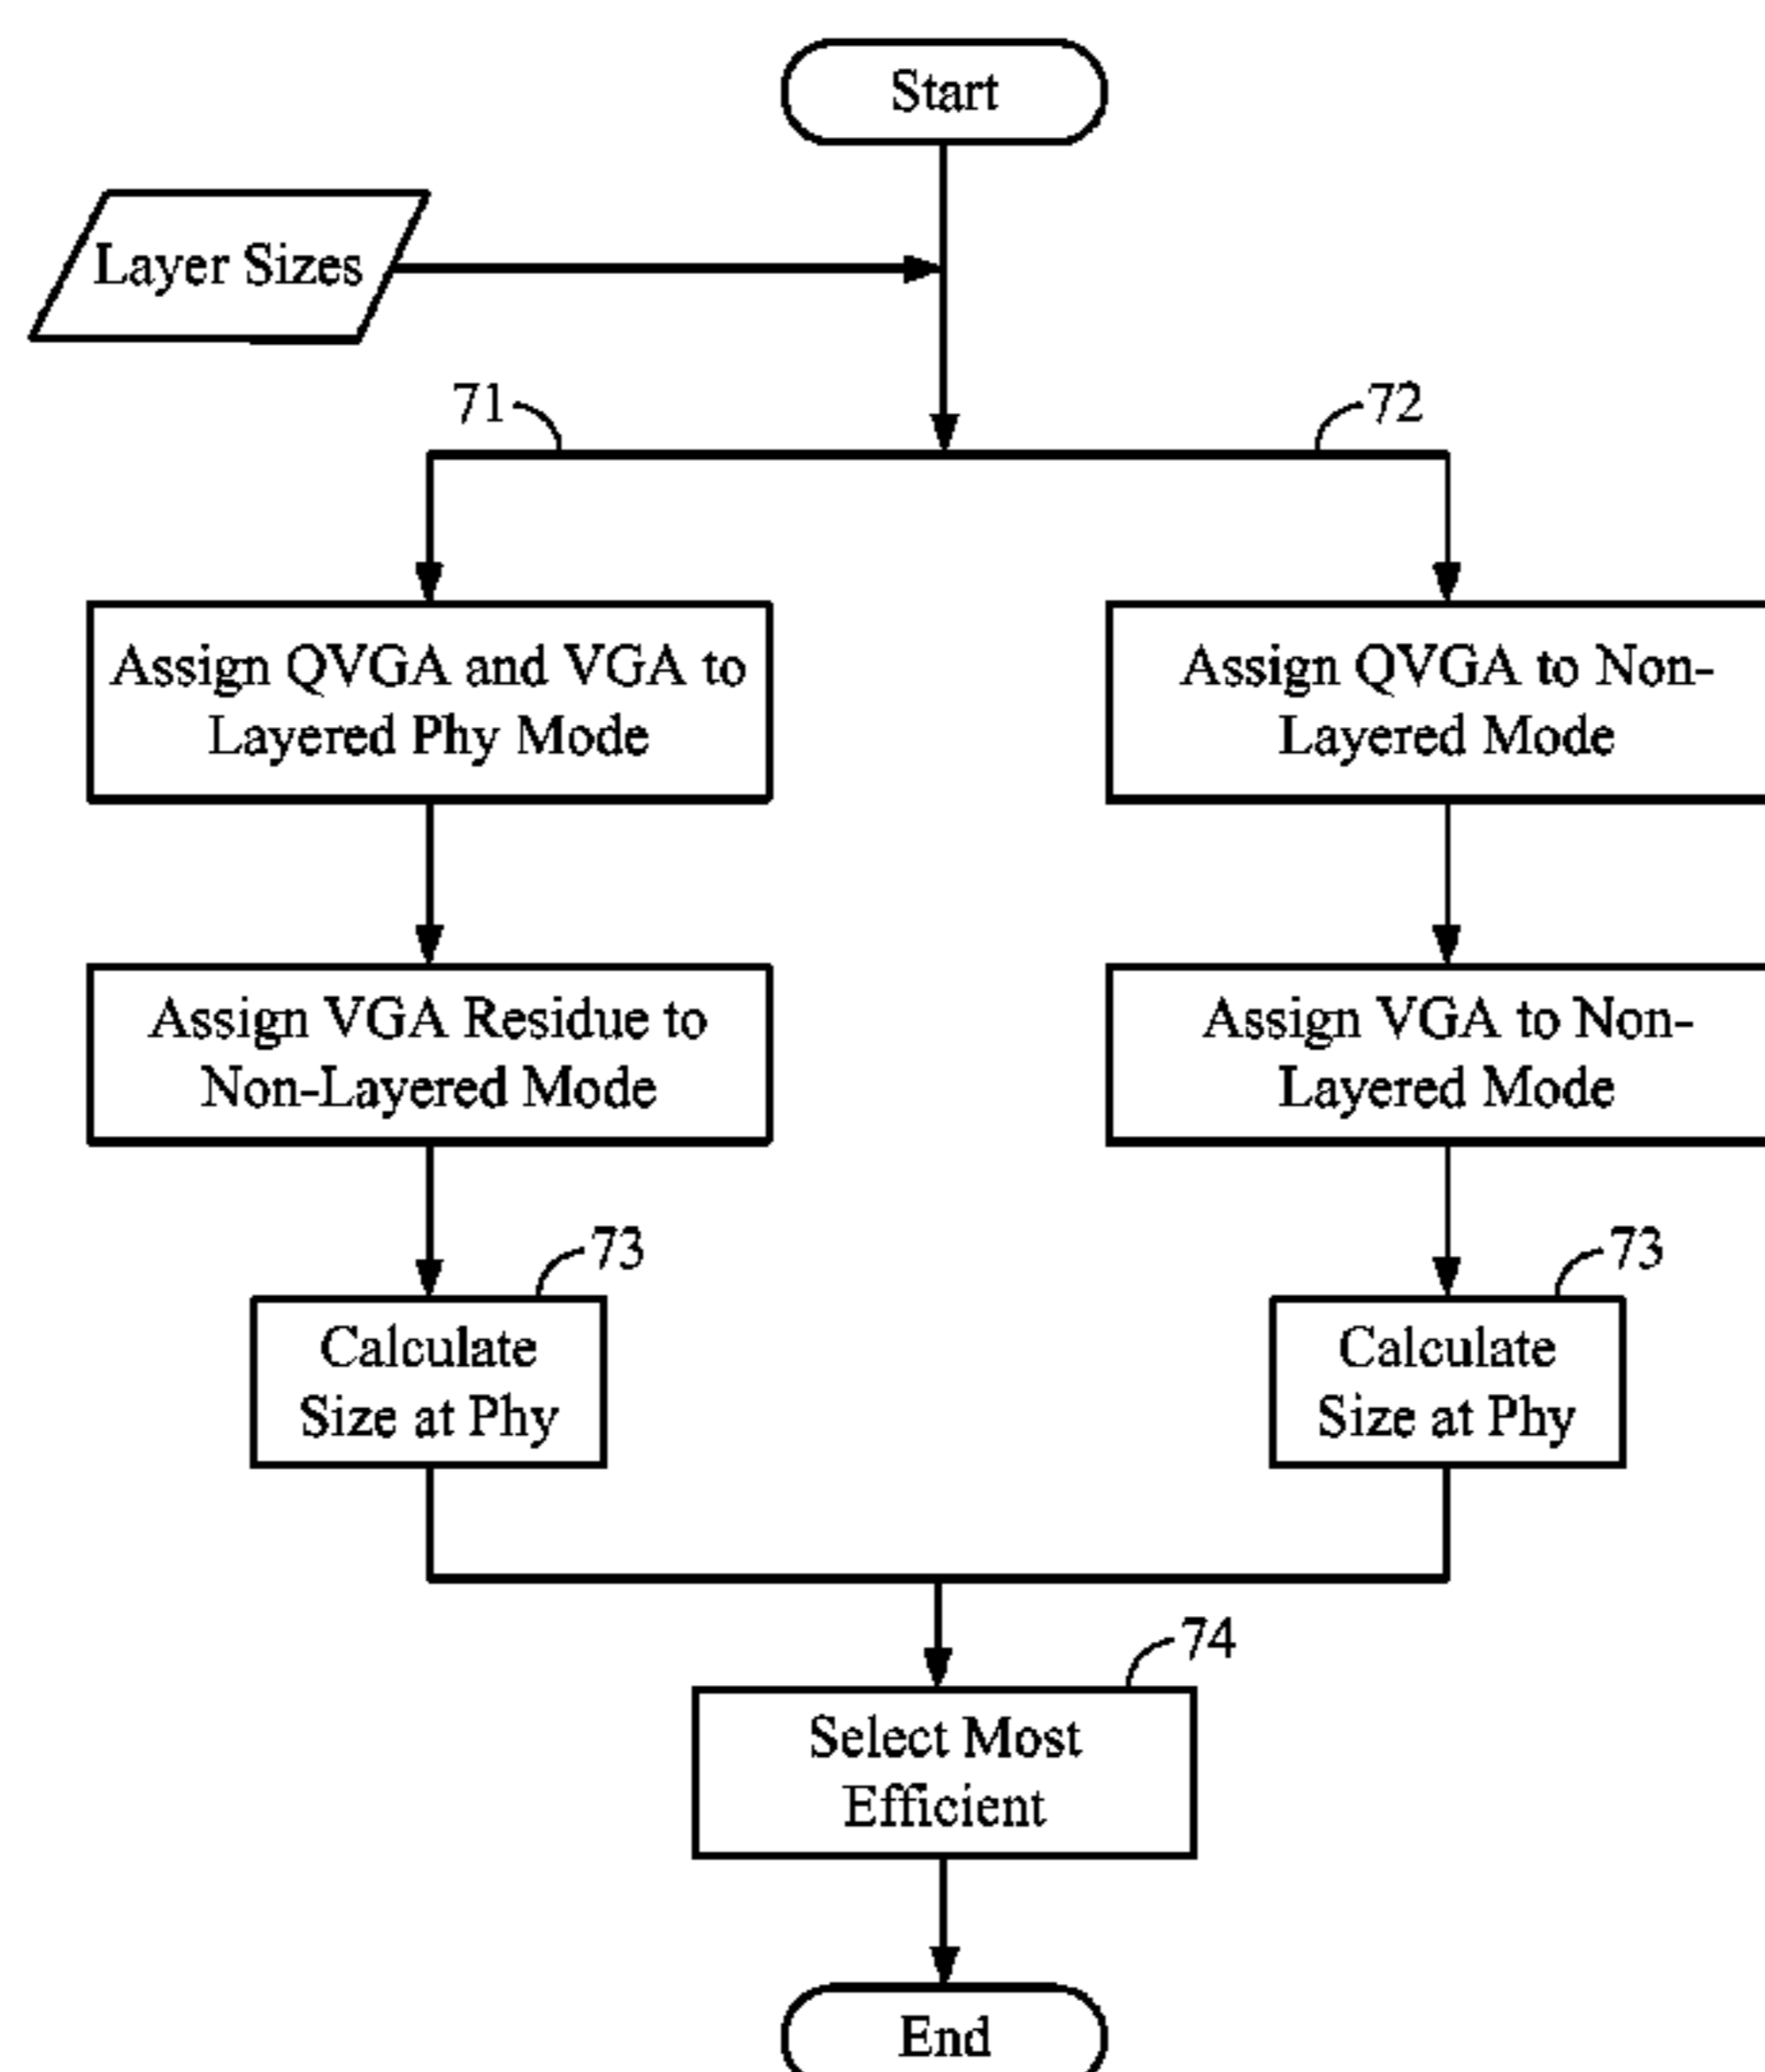 Start
Layer Sizes
71
72
Assign QVGA and VGA to
Layered Phy Mode
Assign QVGA to Non-
Layered Mode
Assign VGA Residue to
Non-Layered Mode
Assign VGA to Non-
Layered Mode
73
Calculate
Size at Phy
73
Calculate
Size at Phy
74
Select Most
Efficient
End